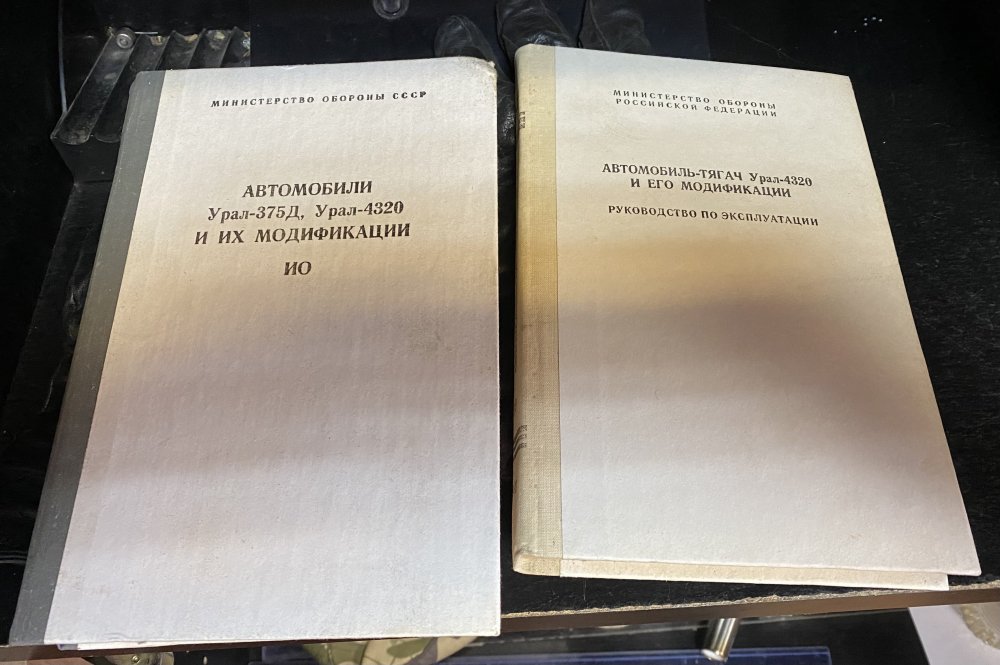 МИНИСТЕРСТВО ОБОРОНЫ СССР
АВТОМОБИЛИ
Урал-375Д, Урал-4320
И ИХ МОДИФИКАЦИИ
ИО
МИНИСТЕРСТВО ОБОРОНЫ
РОССИЙСКОЙ ФЕДЕРАЦИИ
АВТОМОБИЛЬ-ТЯГАЧ Урал-4320
И ЕГО МОДИФИКАЦИИ
РУКОВОДСТВО ПО ЭКСПЛУАТАЦИИ